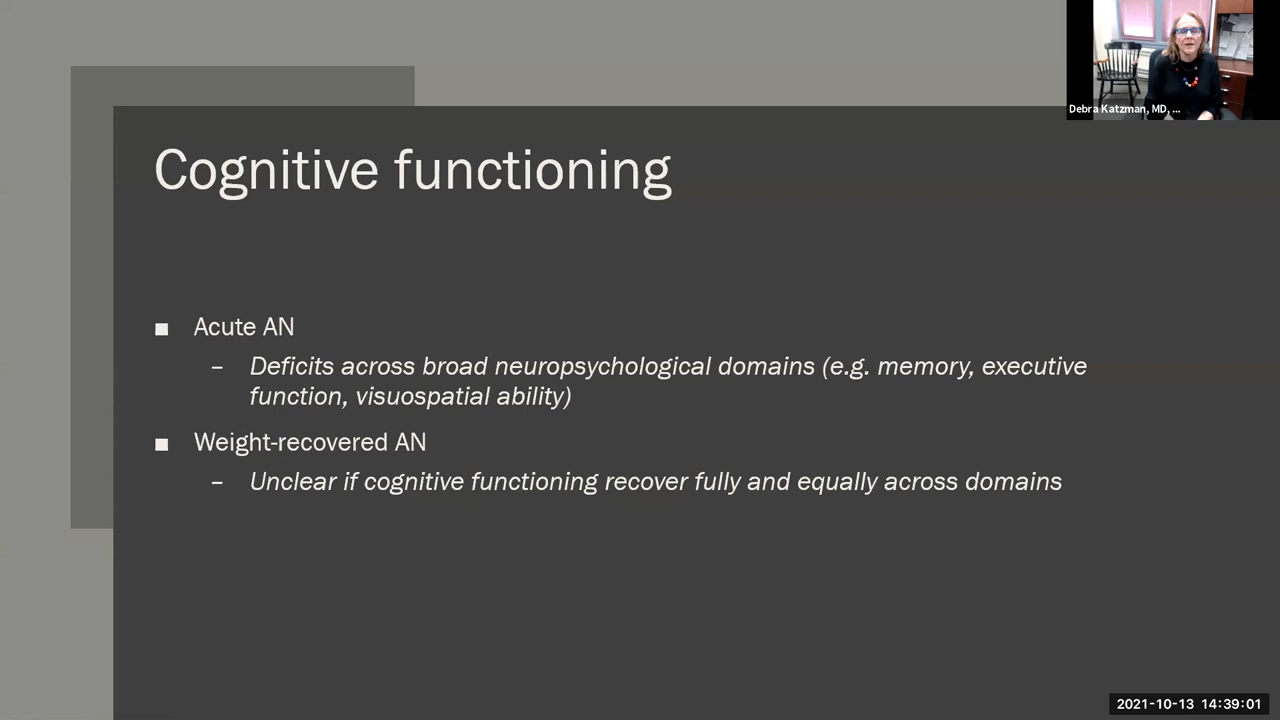 Debra Katzman, MD, ...
Cognitive functioning
■ Acute AN
– Deficits across broad neuropsychological domains (e.g. memory, executive
function, visuospatial ability)
■ Weight-recovered AN
– Unclear if cognitive functioning recover fully and equally across domains
2021-10-13 14:39:01